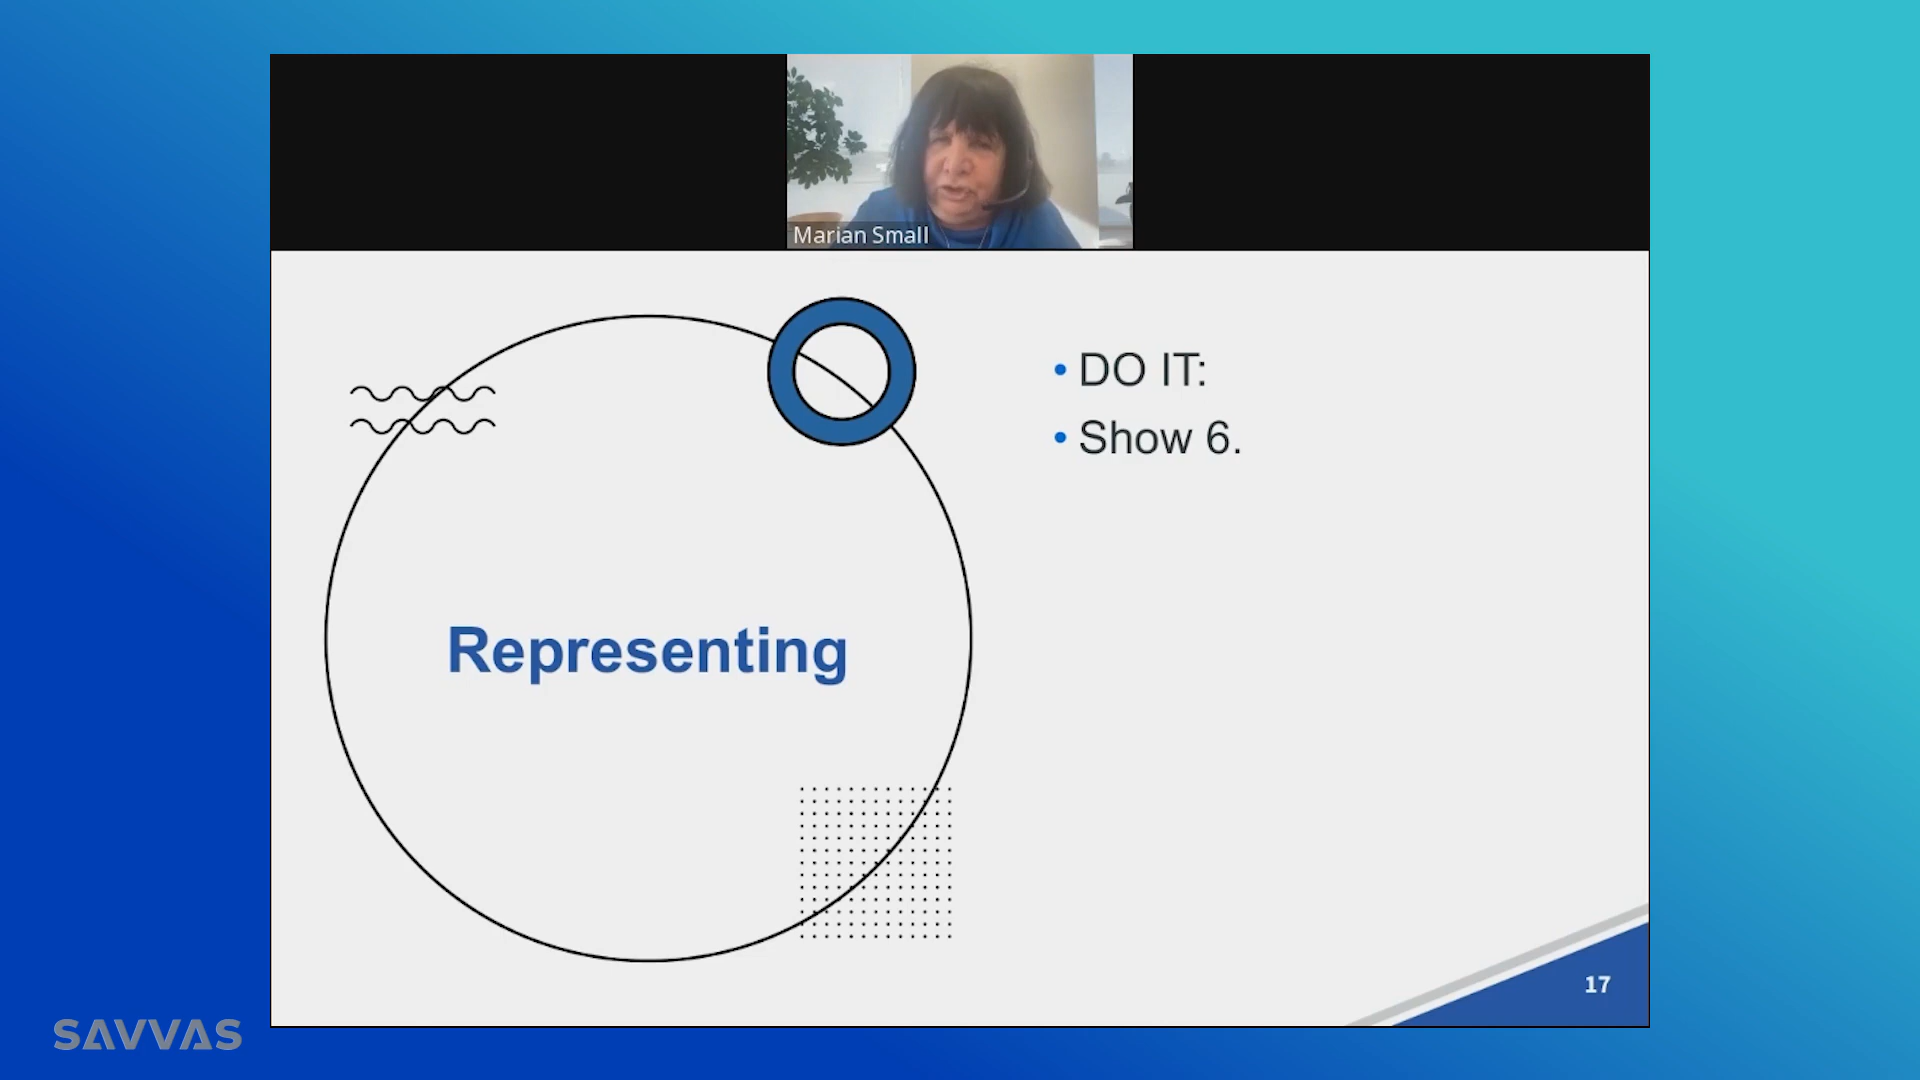 Marian Small
• DO IT:
• Show 6.
Representing
17
SAVVAS